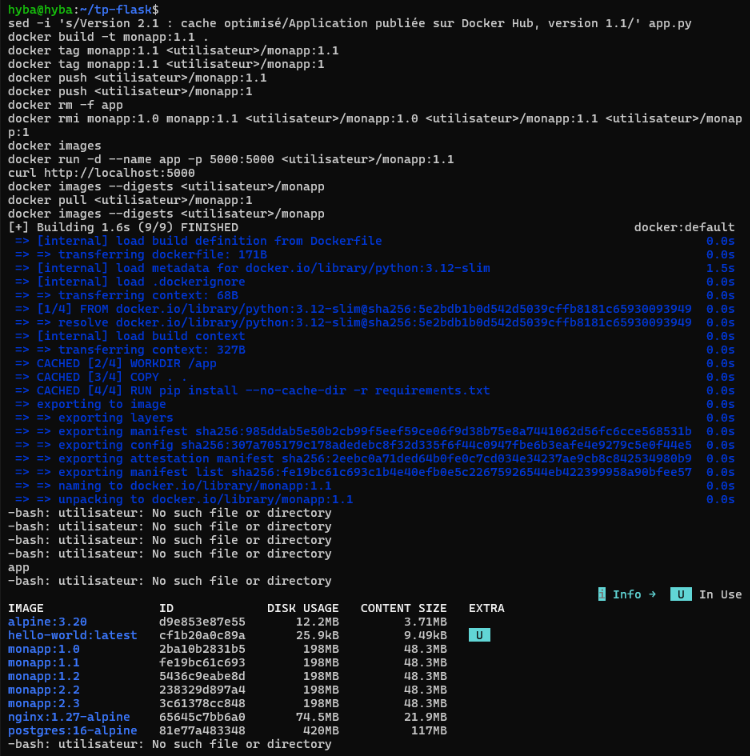 hyba@hyba:~/tp-flask$
sed -i 's/Version 2.1 : cache optimisé/Application publiée sur Docker Hub, version 1.1/' app.py
docker build -t monapp:1.1 .
docker tag monapp:1.1 <utilisateur>/monapp:1.1
docker tag monapp:1.1 <utilisateur>/monapp:1
docker push <utilisateur>/monapp:1.1
docker push <utilisateur>/monapp:1
docker rm -f app
docker rmi monapp:1.0 monapp:1.1 <utilisateur>/monapp:1.0 <utilisateur>/monapp:1.1 <utilisateur>/monap
p:1
docker images
docker run -d --name app -p 5000:5000 <utilisateur>/monapp:1.1
curl http://localhost:5000
docker images --digests <utilisateur>/monapp
docker pull <utilisateur>/monapp:1
docker images --digests <utilisateur>/monapp
[+] Building 1.6s (9/9) FINISHED docker:default
=> [internal] load build definition from Dockerfile 0.0s
=> => transferring dockerfile: 171B 0.0s
=> [internal] load metadata for docker.io/library/python:3.12-slim 1.5s
=> [internal] load .dockerignore 0.0s
=> => transferring context: 68B 0.0s
=> [1/4] FROM docker.io/library/python:3.12-slim@sha256:5e2bdb1b0d542d5039cffb8181c65930093949 0.0s
=> => resolve docker.io/library/python:3.12-slim@sha256:5e2bdb1b0d542d5039cffb8181c65930093949 0.0s
=> [internal] load build context 0.0s
=> => transferring context: 327B 0.0s
=> CACHED [2/4] WORKDIR /app 0.0s
=> CACHED [3/4] COPY . . 0.0s
=> CACHED [4/4] RUN pip install --no-cache-dir -r requirements.txt 0.0s
=> exporting to image 0.0s
=> => exporting layers 0.0s
=> => exporting manifest sha256:985ddab5e50b2cb99f5eef59ce06f9d38b75e8a7441062d56fc6cce568531b 0.0s
=> => exporting config sha256:307a705179c178adedebc8f32d335f6f44c0947fbe6b3eafe4e9279c5e0f44e5 0.0s
=> => exporting attestation manifest sha256:2eebc0a71ded64b0fe0c7cd034e34237ae9cb8c842534980b9 0.0s
=> => exporting manifest list sha256:fe19bc61c693c1b4e40efb0e5c22675926544eb422399958a90bfee57 0.0s
=> => naming to docker.io/library/monapp:1.1 0.0s
=> => unpacking to docker.io/library/monapp:1.1 0.0s
-bash: utilisateur: No such file or directory
-bash: utilisateur: No such file or directory
-bash: utilisateur: No such file or directory
-bash: utilisateur: No such file or directory
app
-bash: utilisateur: No such file or directory
i Info → U In Use
IMAGE ID DISK USAGE CONTENT SIZE EXTRA
alpine:3.20 d9e853e87e55 12.2MB 3.71MB
hello-world:latest cf1b20a0c89a 25.9kB 9.49kB U
monapp:1.0 2ba10b2831b5 198MB 48.3MB
monapp:1.1 fe19bc61c693 198MB 48.3MB
monapp:1.2 5436c9eabe8d 198MB 48.3MB
monapp:2.2 238329d897a4 198MB 48.3MB
monapp:2.3 3c61378cc848 198MB 48.3MB
nginx:1.27-alpine 65645c7bb6a0 74.5MB 21.9MB
postgres:16-alpine 81e77a483348 420MB 117MB
-bash: utilisateur: No such file or directory